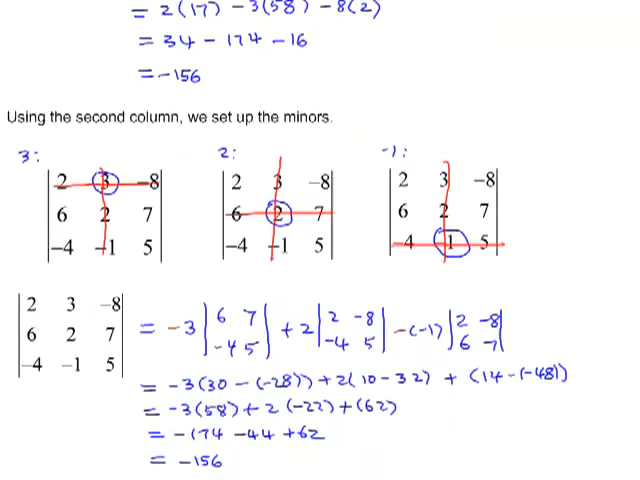 = 2(17) - 3(58) - 8(2)
= 34 - 174 - 16
= -156
Using the second column, we set up the minors.
3: 2: -1:
2 3 -8 2 3 -8 2 3 -8
6 2 7 6 2 7 6 2 7
-4 -1 5 -4 -1 5 -4 -1 5
2 3 -8
6 2 7 = -3 |6 7| + 2 |2 -8| - (-1) |2 -8|
-4 -1 5 |-4 5| |-4 5| |6 7|
= -3(30 - (-28)) + 2(10 - 32) + (14 - (-48))
= -3(58) + 2(-22) + (62)
= -174 - 44 + 62
= -156